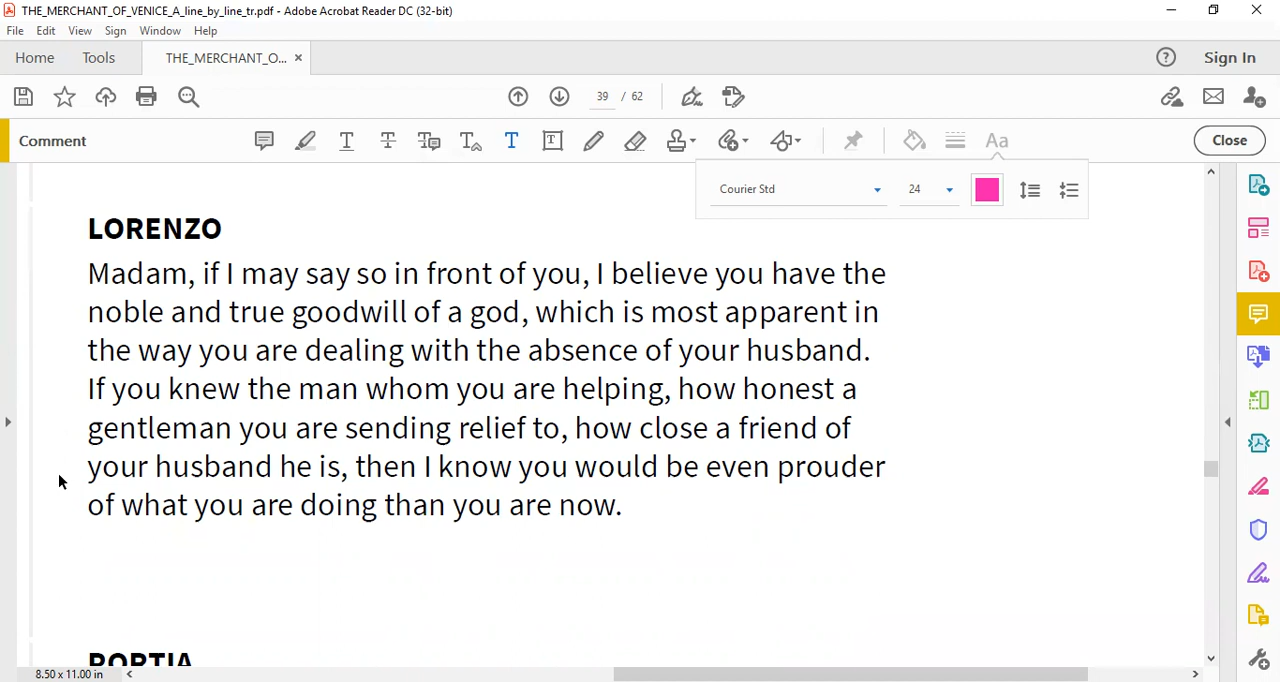 THE_MERCHANT_OF_VENICE_A_line_by_line_tr.pdf - Adobe Acrobat Reader DC (32-bit)
File Edit View Sign Window Help
Home Tools THE_MERCHANT_O... × Sign In
39 / 62
Comment Aa Close
Courier Std 24
LORENZO
Madam, if I may say so in front of you, I believe you have the
noble and true goodwill of a god, which is most apparent in
the way you are dealing with the absence of your husband.
If you knew the man whom you are helping, how honest a
gentleman you are sending relief to, how close a friend of
your husband he is, then I know you would be even prouder
of what you are doing than you are now.
PORTIA
8.50 x 11.00 in